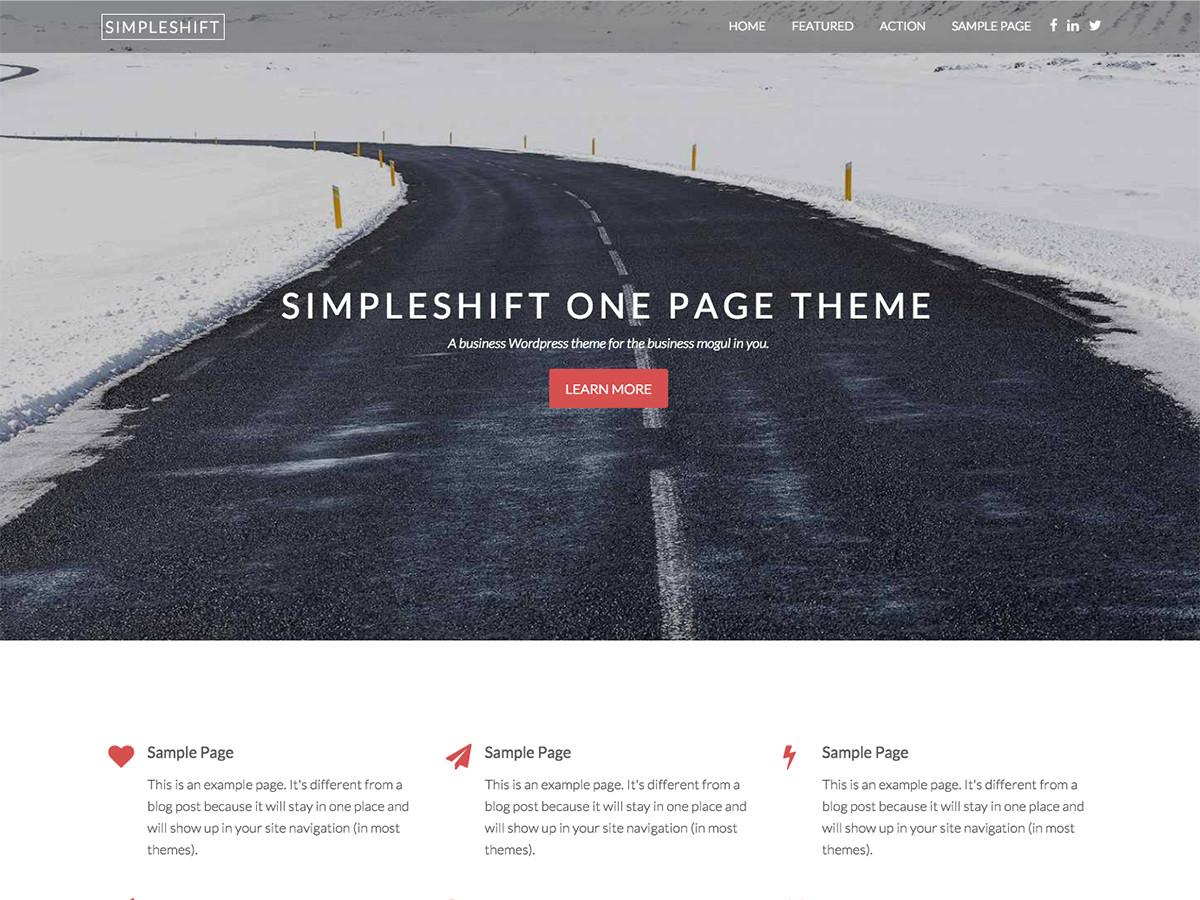 SIMPLESHIFT
HOME FEATURED ACTION SAMPLE PAGE
SIMPLESHIFT ONE PAGE THEME
A business Wordpress theme for the business mogul in you.
LEARN MORE
Sample Page
This is an example page. It's different from a
blog post because it will stay in one place and
will show up in your site navigation (in most
themes).
Sample Page
This is an example page. It's different from a
blog post because it will stay in one place and
will show up in your site navigation (in most
themes).
Sample Page
This is an example page. It's different from a
blog post because it will stay in one place and
will show up in your site navigation (in most
themes).